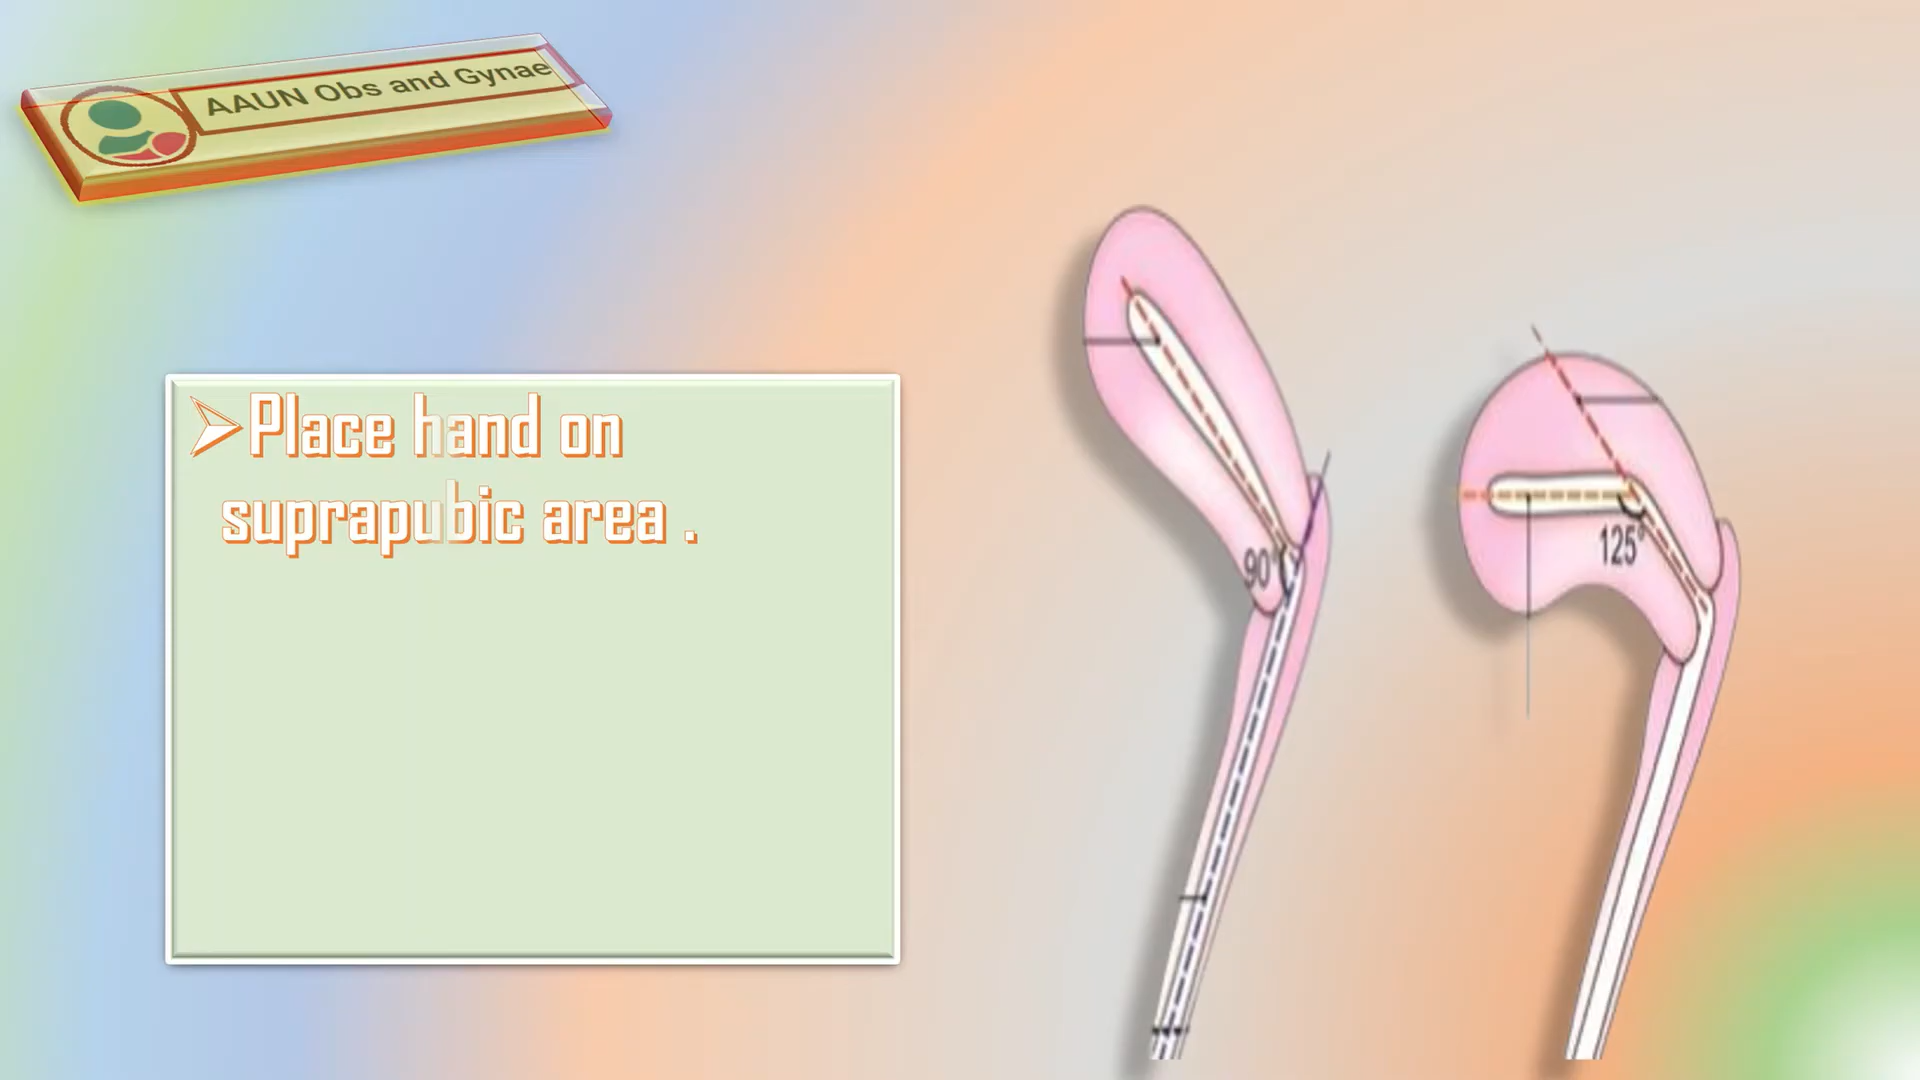 AAUN Obs and Gynae
➢Place hand on
suprapubic area .
90°
125°